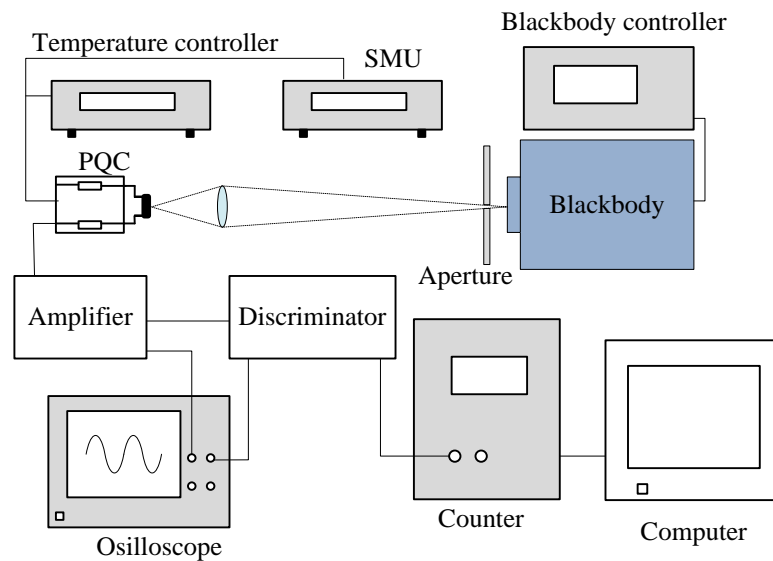 Blackbody controller
Temperature controller
SMU
PQC
Blackbody
Aperture
Amplifier
Discriminator
Counter
Computer
Osilloscope